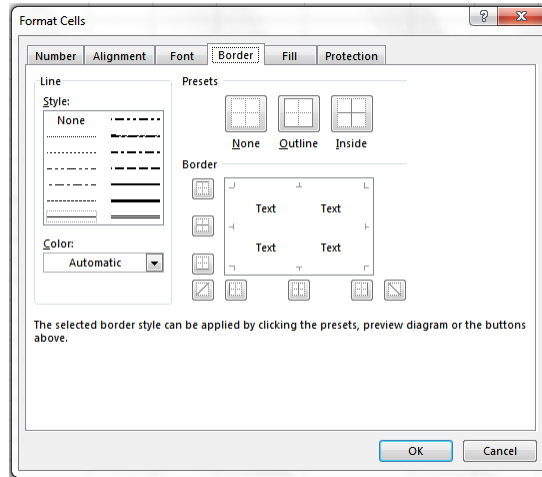 Format Cells
Number Alignment Font Border Fill Protection
Line
Style:
None
Color:
Automatic
Presets
None Outline Inside
Border
Text Text
Text Text
The selected border style can be applied by clicking the presets, preview diagram or the buttons
above.
OK Cancel